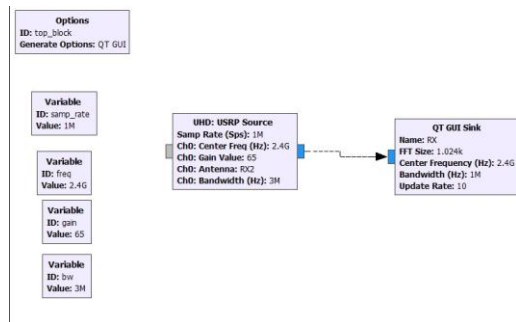 Options
ID: top_block
Generate Options: QT GUI
Variable
ID: samp_rate
Value: 1M
Variable
ID: freq
Value: 2.4G
Variable
ID: gain
Value: 65
Variable
ID: bw
Value: 3M
UHD: USRP Source
Samp Rate (Sps): 1M
Ch0: Center Freq (Hz): 2.4G
Ch0: Gain Value: 65
Ch0: Antenna: RX2
Ch0: Bandwidth (Hz): 3M
QT GUI Sink
Name: RX
FFT Size: 1.024k
Center Frequency (Hz): 2.4G
Bandwidth (Hz): 1M
Update Rate: 10